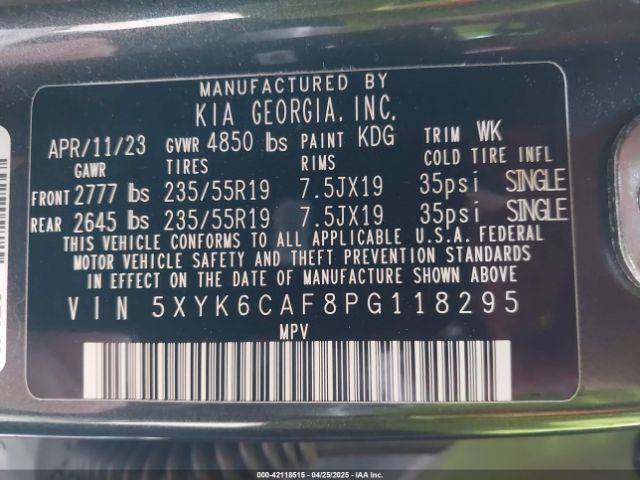 MANUFACTURED BY
KIA GEORGIA, INC.
APR/11/23 GVWR 4850 lbs PAINT KDG TRIM WK
GAWR TIRES RIMS COLD TIRE INFL
FRONT 2777 lbs 235/55R19 7.5JX19 35psi SINGLE
REAR 2645 lbs 235/55R19 7.5JX19 35psi SINGLE
THIS VEHICLE CONFORMS TO ALL APPLICABLE U.S.A. FEDERAL
MOTOR VEHICLE SAFETY AND THEFT PREVENTION STANDARDS
IN EFFECT ON THE DATE OF MANUFACTURE SHOWN ABOVE.
VIN 5XYK6CAF8PG118295
MPV
000-42118515 - 04/25/2025 - IAA Inc.